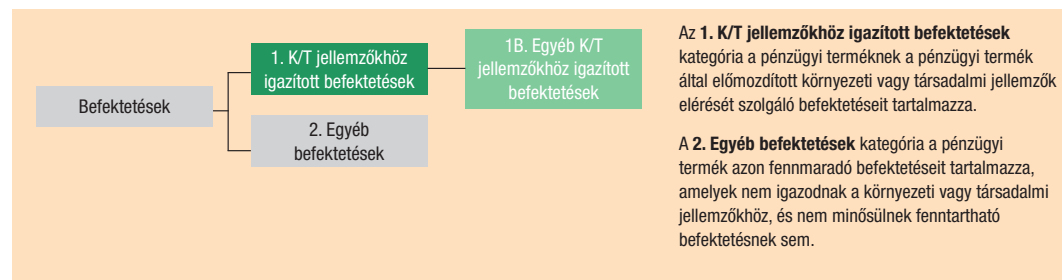 Befektetések
1. K/T jellemzőkhöz
igazított befektetések
2. Egyéb
befektetések
1B. Egyéb K/T
jellemzőkhöz igazított
befektetések
Az 1. K/T jellemzőkhöz igazított befektetések
kategória a pénzügyi terméknek a pénzügyi termék
által előmozdított környezeti vagy társadalmi jellemzők
elérését szolgáló befektetéseit tartalmazza.
A 2. Egyéb befektetések kategória a pénzügyi
termék azon fennmaradó befektetéseit tartalmazza,
amelyek nem igazodnak a környezeti vagy társadalmi
jellemzőkhöz, és nem minősülnek fenntartható
befektetésnek sem.